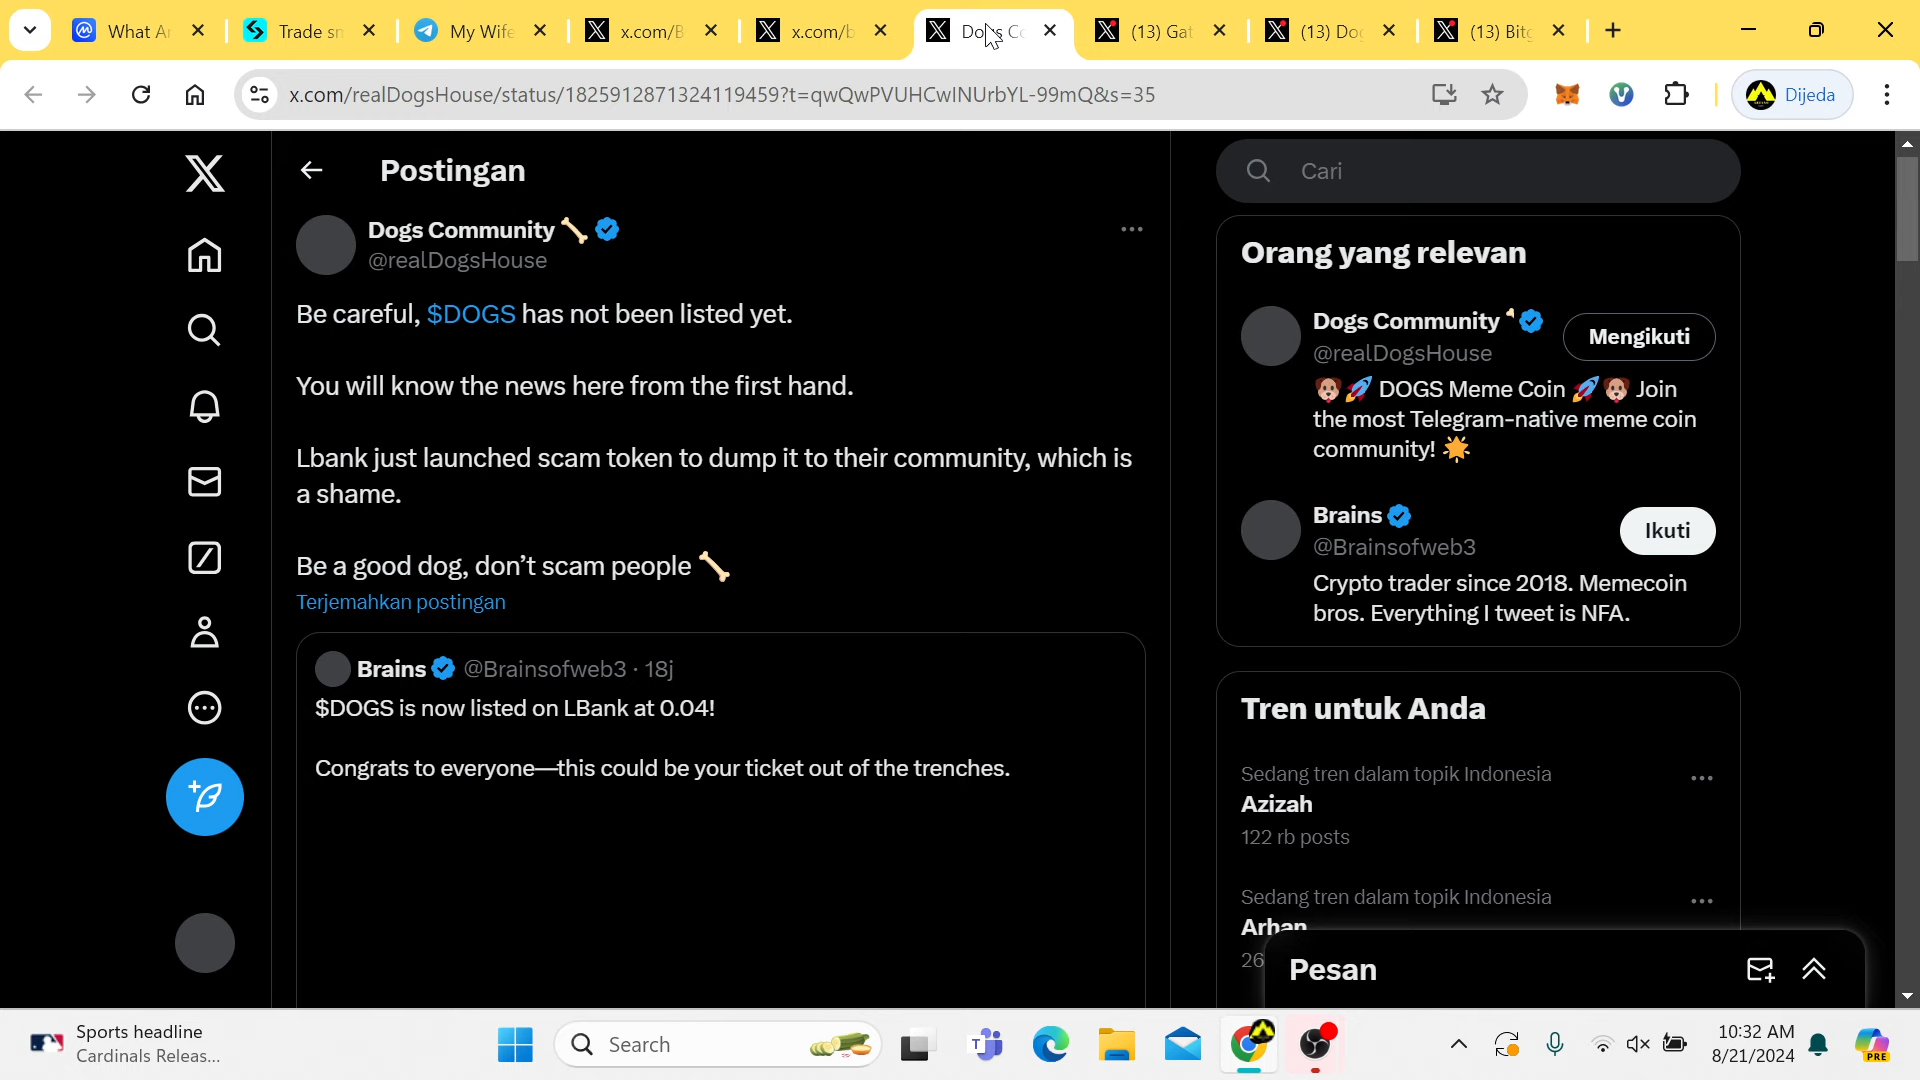 What Ar
Trade sm
My Wife
x.com/B
x.com/b
Dogs Co
(13) Gat
(13) Dog
(13) Bitg
x.com/realDogsHouse/status/1825912871324119459?t=qwQwPVUHCwINUrbYL-99mQ&s=35
Dijeda
Postingan
Dogs Community
@realDogsHouse
Be careful, $DOGS has not been listed yet.
You will know the news here from the first hand.
Lbank just launched scam token to dump it to their community, which is
a shame.
Be a good dog, don’t scam people
Terjemahkan postingan
Brains @Brainsofweb3 · 18j
$DOGS is now listed on LBank at 0.04!
Congrats to everyone—this could be your ticket out of the trenches.
Cari
Orang yang relevan
Dogs Community
@realDogsHouse
Mengikuti
DOGS Meme Coin Join
the most Telegram-native meme coin
community!
Brains
@Brainsofweb3
Ikuti
Crypto trader since 2018. Memecoin
bros. Everything I tweet is NFA.
Tren untuk Anda
Sedang tren dalam topik Indonesia
Azizah
122 rb posts
Sedang tren dalam topik Indonesia
Arhan
26
Pesan
Sports headline
Cardinals Releas...
Search
10:32 AM
8/21/2024
PRE